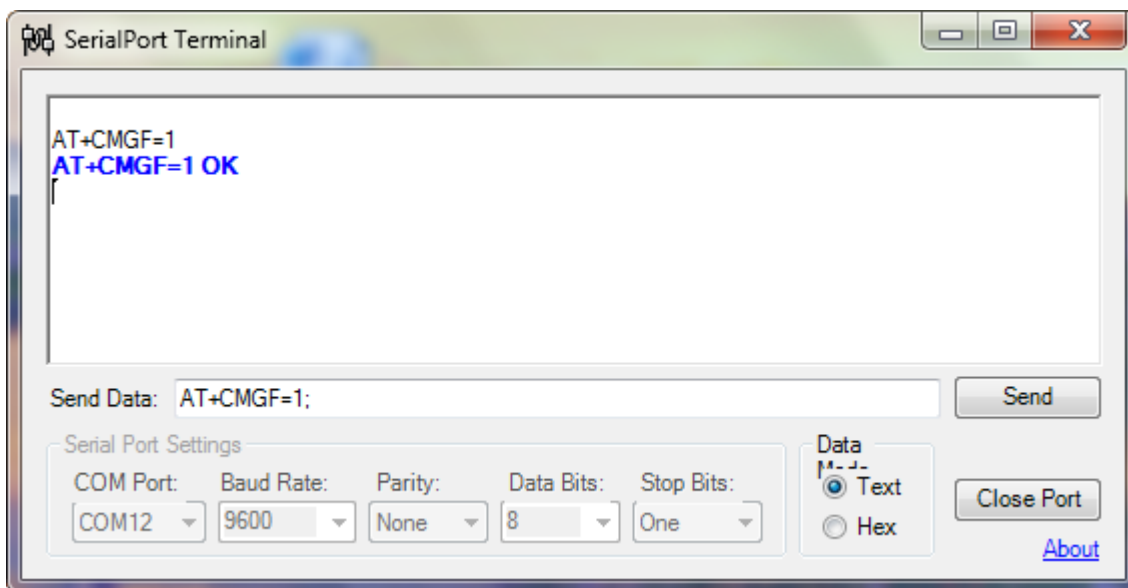 SerialPort Terminal
AT+CMGF=1
AT+CMGF=1 OK
Send Data: AT+CMGF=1; Send
Serial Port Settings
COM Port: Baud Rate: Parity: Data Bits: Stop Bits:
COM12 9600 None 8 One
Data
Text
Hex
Close Port
About